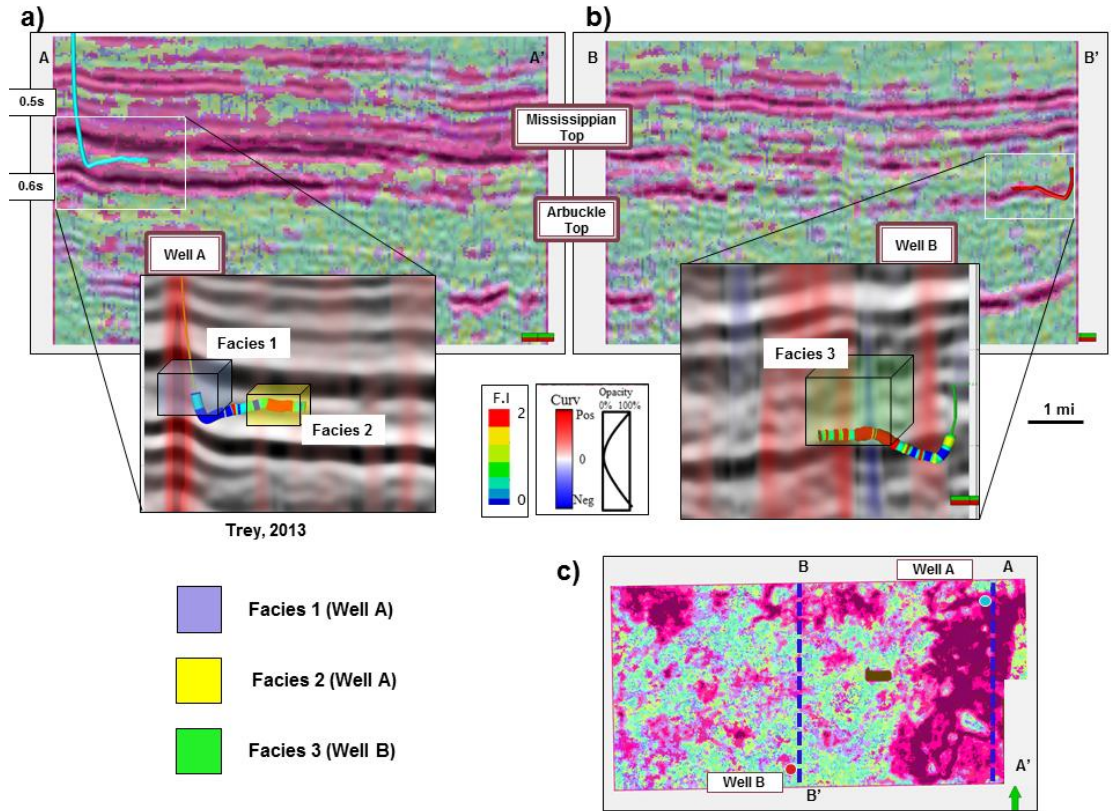 a)
b)
A
A'
B
B'
0.5s
Mississippian
Top
0.6s
Arbuckle
Top
Well A
Well B
Facies 1
Facies 2
Facies 3
F.I
2
0
Curv
Pos
0
Neg
Opacity
0% 100%
1 mi
Trey, 2013
Facies 1 (Well A)
Facies 2 (Well A)
Facies 3 (Well B)
c)
B
Well A
A
Well B
B'
A'